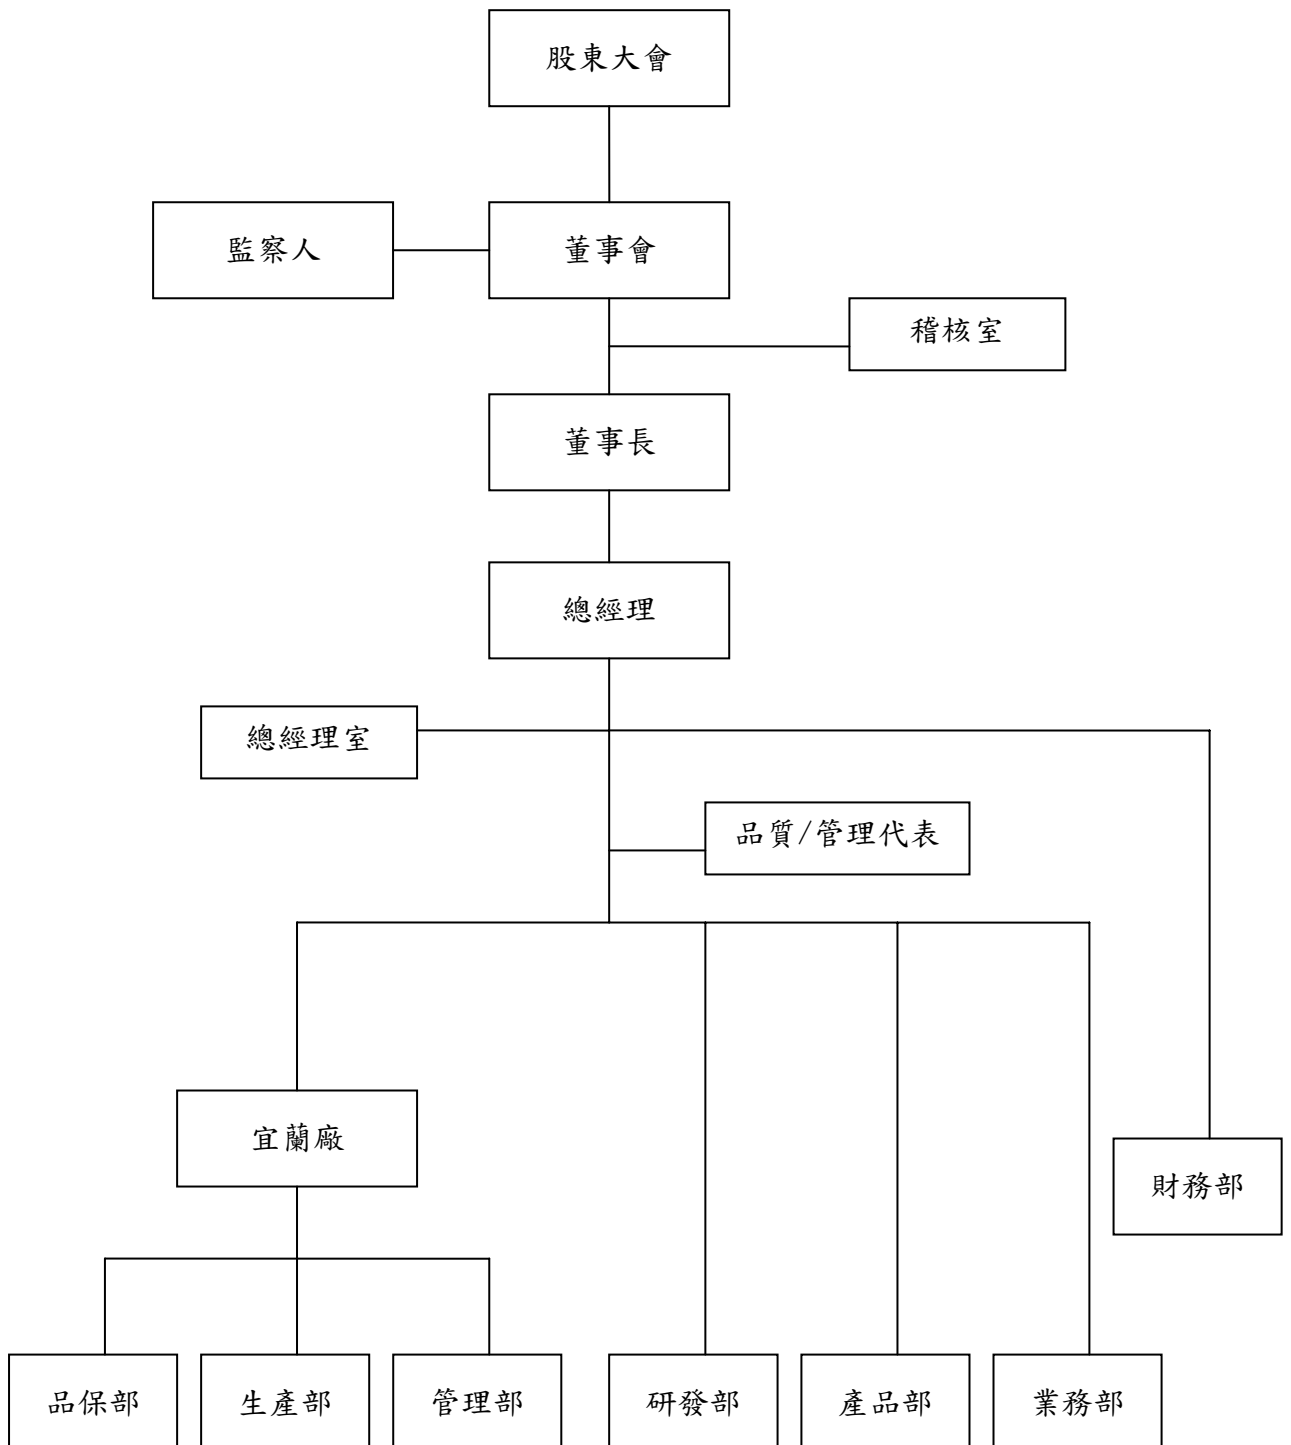 股東大會
監察人
董事會
稽核室
董事長
總經理
總經理室
品質/管理代表
宜蘭廠
財務部
品保部
生產部
管理部
研發部
產品部
業務部